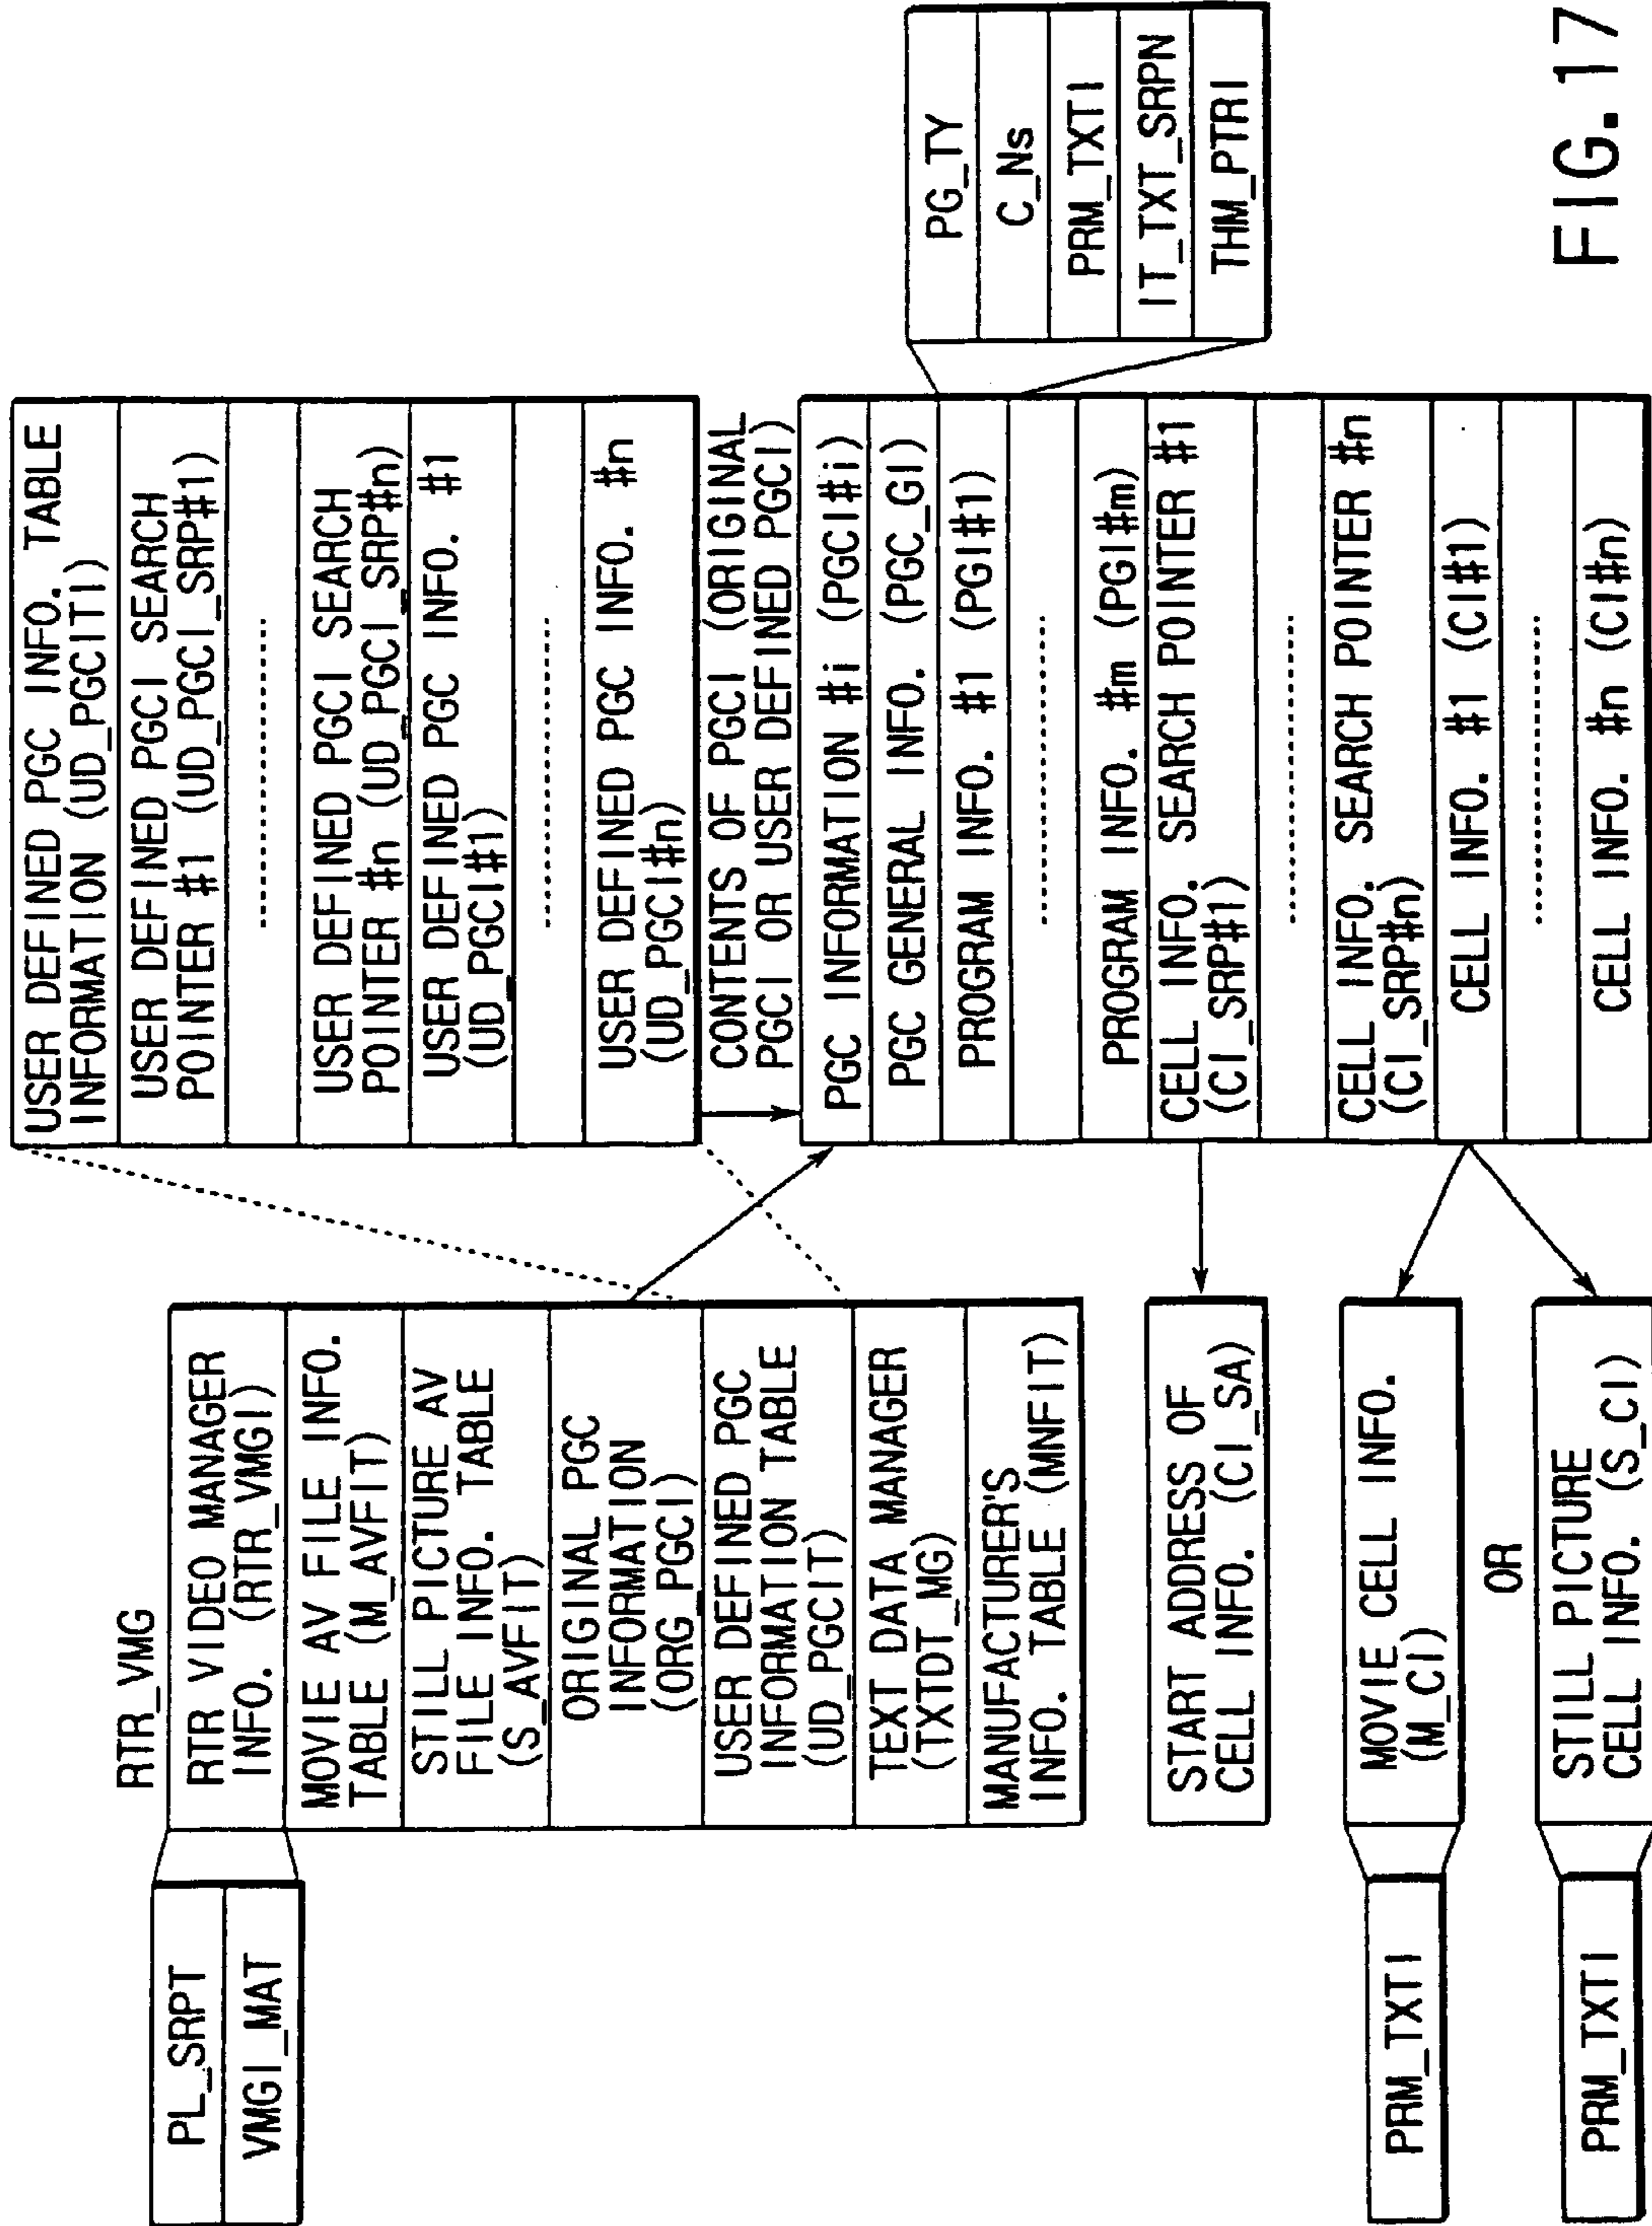 PL_SRPT
VMGI_MAT
RTR_VMG
RTR VIDEO MANAGER
INFO. (RTR_VMGI)
MOVIE AV FILE INFO.
TABLE (M_AVFIT)
STILL PICTURE AV
FILE INFO. TABLE
(S_AVFIT)
ORIGINAL PGC
INFORMATION
(ORG_PGCI)
USER DEFINED PGC
INFORMATION TABLE
(UD_PGCIT)
TEXT DATA MANAGER
(TXTDT_MG)
MANUFACTURER'S
INFO. TABLE (MNFIT)
START ADDRESS OF
CELL INFO. (CI_SA)
PRM_TXTI
MOVIE CELL INFO.
(M_CI)
OR
PRM_TXTI
STILL PICTURE
CELL INFO. (S_CI)
USER DEFINED PGC INFO. TABLE
INFORMATION (UD_PGCITI)
USER DEFINED PGCI SEARCH
POINTER #1 (UD_PGCI_SRP#1)
............
USER DEFINED PGCI SEARCH
POINTER #n (UD_PGCI_SRP#n)
USER DEFINED PGC INFO. #1
(UD_PGCI#1)
............
USER DEFINED PGC INFO. #n
(UD_PGCI#n)
CONTENTS OF PGCI (ORIGINAL
PGCI OR USER DEFINED PGCI)
PGC INFORMATION #i (PGCI#i)
PGC GENERAL INFO. (PGC_GI)
PROGRAM INFO. #1 (PGI#1)
............
PROGRAM INFO. #m (PGI#m)
CELL INFO. SEARCH POINTER #1
(CI_SRP#1)
............
CELL INFO. SEARCH POINTER #n
(CI_SRP#n)
CELL INFO. #1 (CI#1)
............
CELL INFO. #n (CI#n)
PG_TY
C_Ns
PRM_TXTI
IT_TXT_SRPN
THM_PTRI
FIG. 17